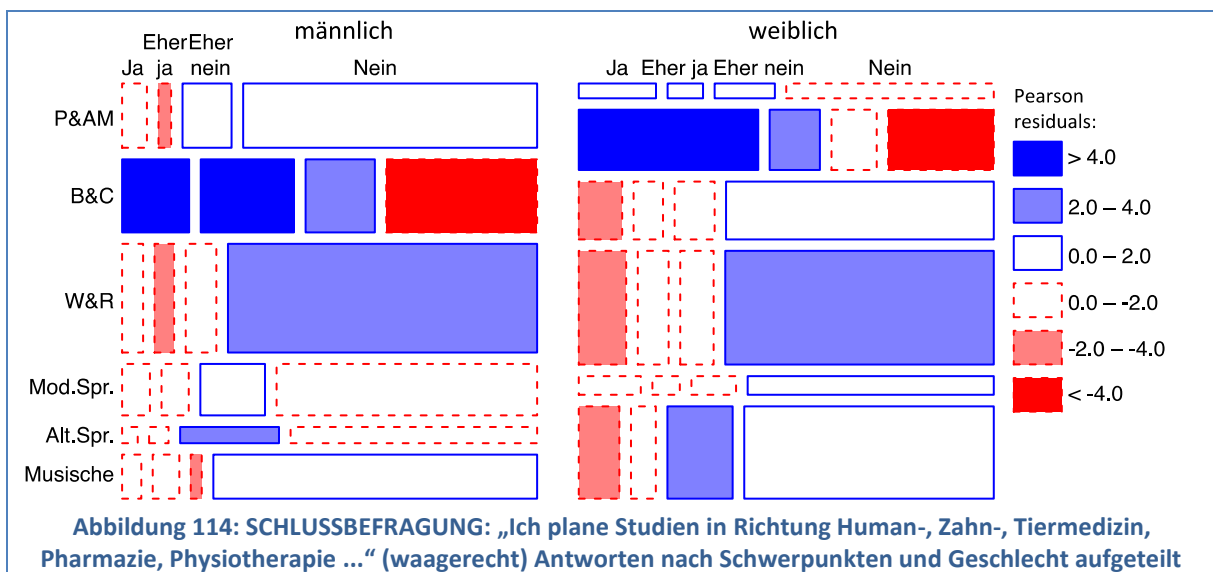 männlich
weiblich
Eher Eher
Ja ja nein Nein
Ja Eher ja Eher nein Nein
P&AM
B&C
W&R
Mod.Spr.
Alt.Spr.
Musische
Pearson
residuals:
> 4.0
2.0 – 4.0
0.0 – 2.0
0.0 – -2.0
-2.0 – -4.0
< -4.0
Abbildung 114: SCHLUSSBEFRAGUNG: „Ich plane Studien in Richtung Human-, Zahn-, Tiermedizin,
Pharmazie, Physiotherapie ...“ (waagerecht) Antworten nach Schwerpunkten und Geschlecht aufgeteilt